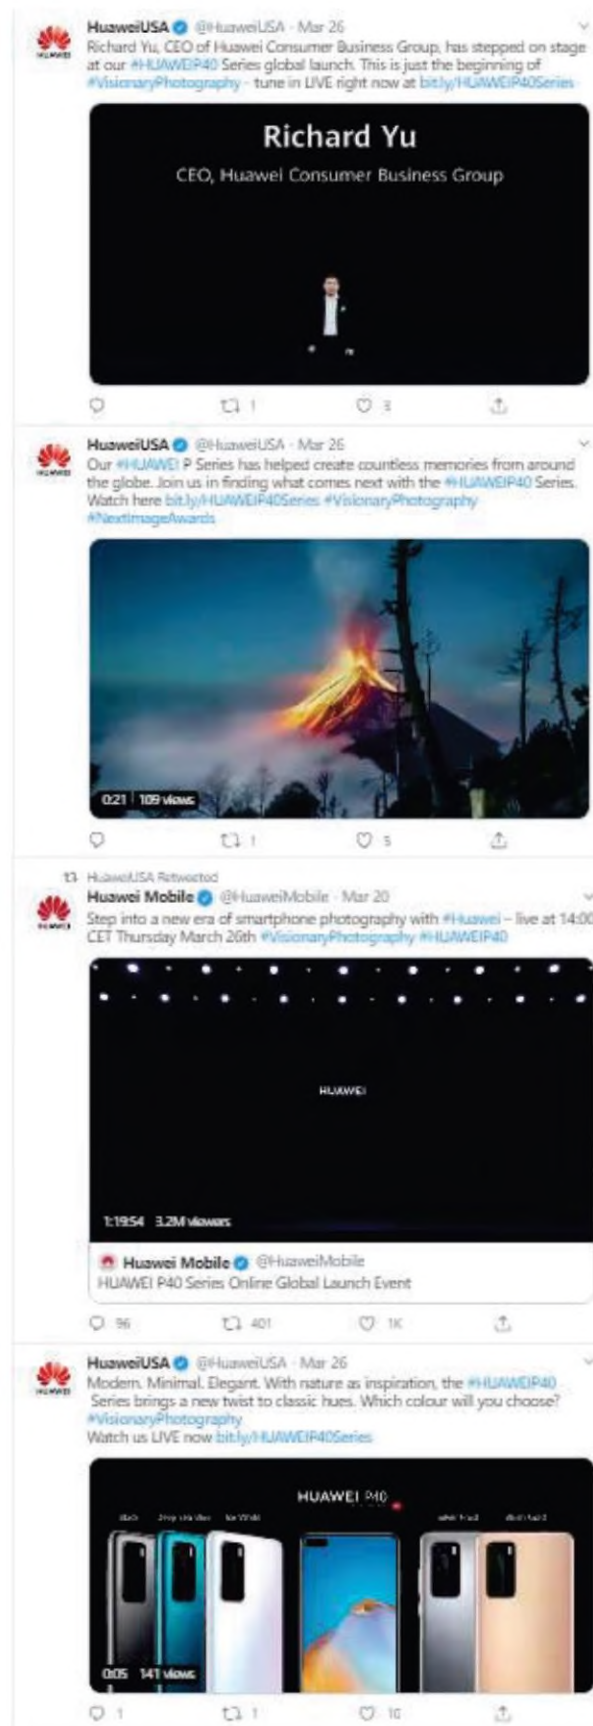 HuaweiUSA @HuaweiUSA · Mar 26
Richard Yu, CEO of Huawei Consumer Business Group, has stepped on stage
at our #HUAWEIP40 Series global launch. This is just the beginning of
#VisionaryPhotography - tune in LIVE right now at bit.ly/HUAWEIP40Series
HUAWEI
Richard Yu
CEO, Huawei Consumer Business Group
1 3
HuaweiUSA @HuaweiUSA · Mar 26
Our #HUAWEI P Series has helped create countless memories from around
the globe. Join us in finding what comes next with the #HUAWEIP40 Series.
Watch here bit.ly/HUAWEIP40Series #VisionaryPhotography
#NextImageAwards
HUAWEI
0:21 109 views
1 5
HuaweiUSA Retweeted
Huawei Mobile @HuaweiMobile · Mar 20
Step into a new era of smartphone photography with #Huawei – live at 14:00
CET Thursday March 26th #VisionaryPhotography #HUAWEIP40
HUAWEI
HUAWEI
1:19:54 3.2M viewers
Huawei Mobile @HuaweiMobile
HUAWEI P40 Series Online Global Launch Event
96 401 1K
HuaweiUSA @HuaweiUSA · Mar 26
Modern. Minimal. Elegant. With nature as inspiration, the #HUAWEIP40
Series brings a new twist to classic hues. Which colour will you choose?
#VisionaryPhotography
Watch us LIVE now bit.ly/HUAWEIP40Series
HUAWEI
HUAWEI P40
0:05 141 views
1 1 16